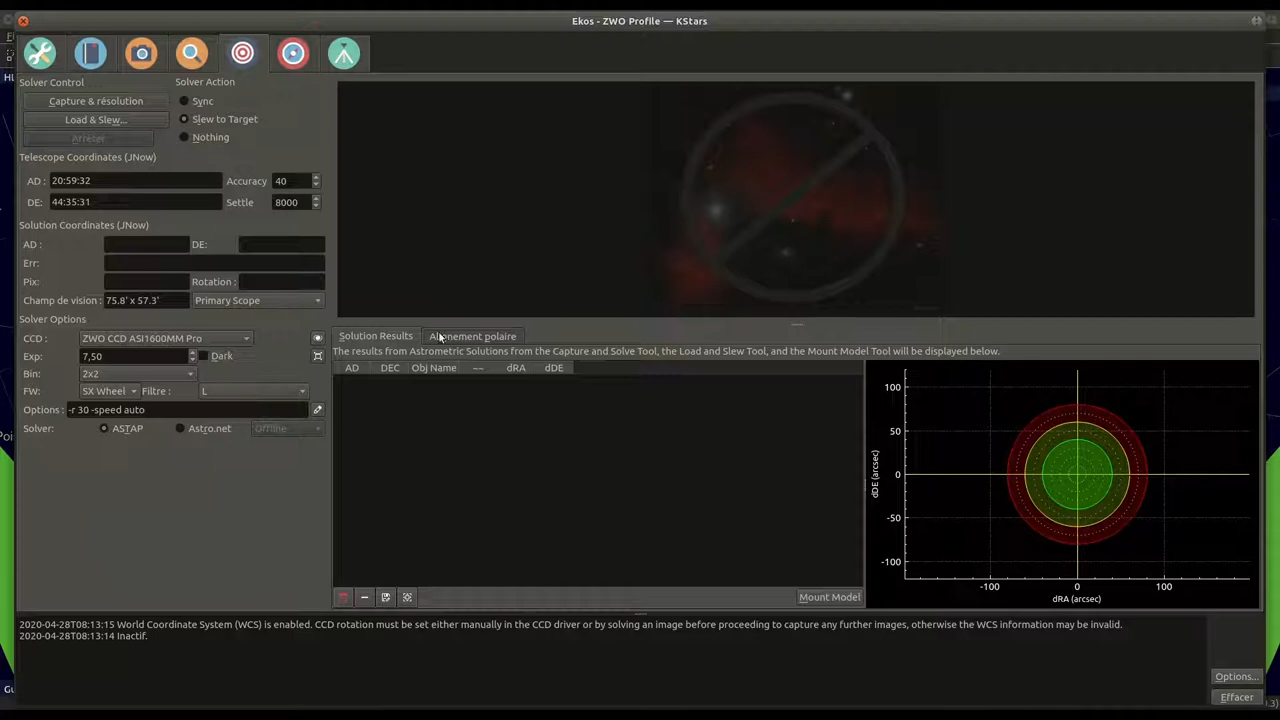 Ekos - ZWO Profile — KStars
Solver Control
Solver Action
Capture & résolution
Sync
Load & Slew...
Slew to Target
Arrêter
Nothing
Telescope Coordinates (JNow)
AD : 20:59:32 Accuracy 40
DE: 44:35:31 Settle 8000
Solution Coordinates (JNow)
AD : DE:
Err:
Pix: Rotation :
Champ de vision : 75.8' x 57.3' Primary Scope
Solver Options
CCD : ZWO CCD ASI1600MM Pro
Exp: 7,50 Dark
Bin: 2x2
FW: SX Wheel Filtre : L
Options : -r 30 -speed auto
Solver: ASTAP Astro.net Offline
Solution Results
polaire
The results from Astrometric Solutions from the Capture and Solve Tool, the Load and Slew Tool, and the Mount Model Tool will be displayed below.
AD DEC Obj Name ~~ dRA dDE
100
50
0
-50
-100
dDE (arcsec)
-100 0 100
dRA (arcsec)
Mount Model
2020-04-28T08:13:15 World Coordinate System (WCS) is enabled. CCD rotation must be set either manually in the CCD driver or by solving an image before proceeding to capture any further images, otherwise the WCS information may be invalid.
2020-04-28T08:13:14 Inactif.
Options...
Effacer